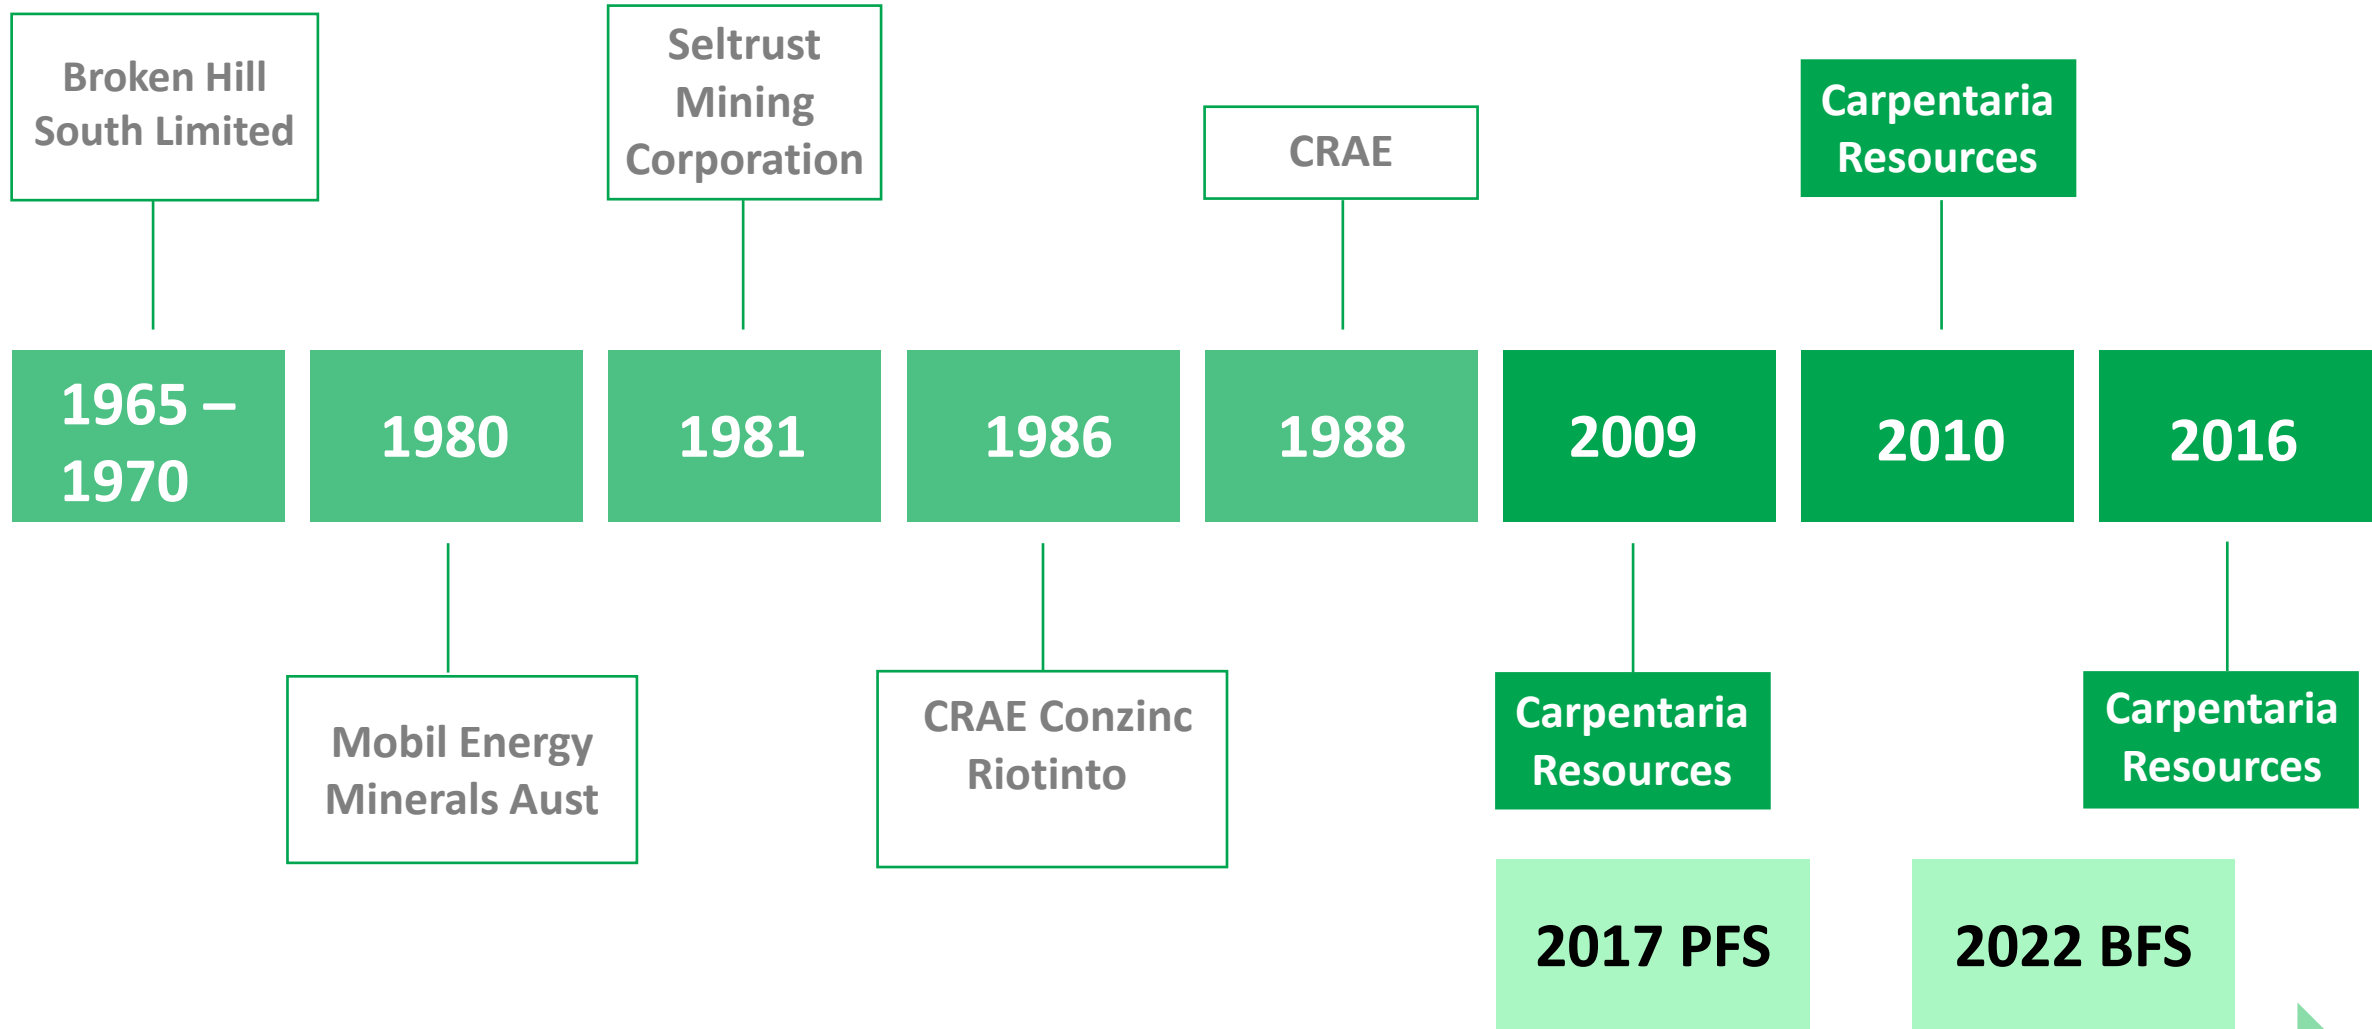 Broken Hill
South Limited
Seltrust
Mining
Corporation
CRAE
Carpentaria
Resources
1965 –
1970
1980
1981
1986
1988
2009
2010
2016
Mobil Energy
Minerals Aust
CRAE Conzinc
Riotinto
Carpentaria
Resources
Carpentaria
Resources
2017 PFS
2022 BFS